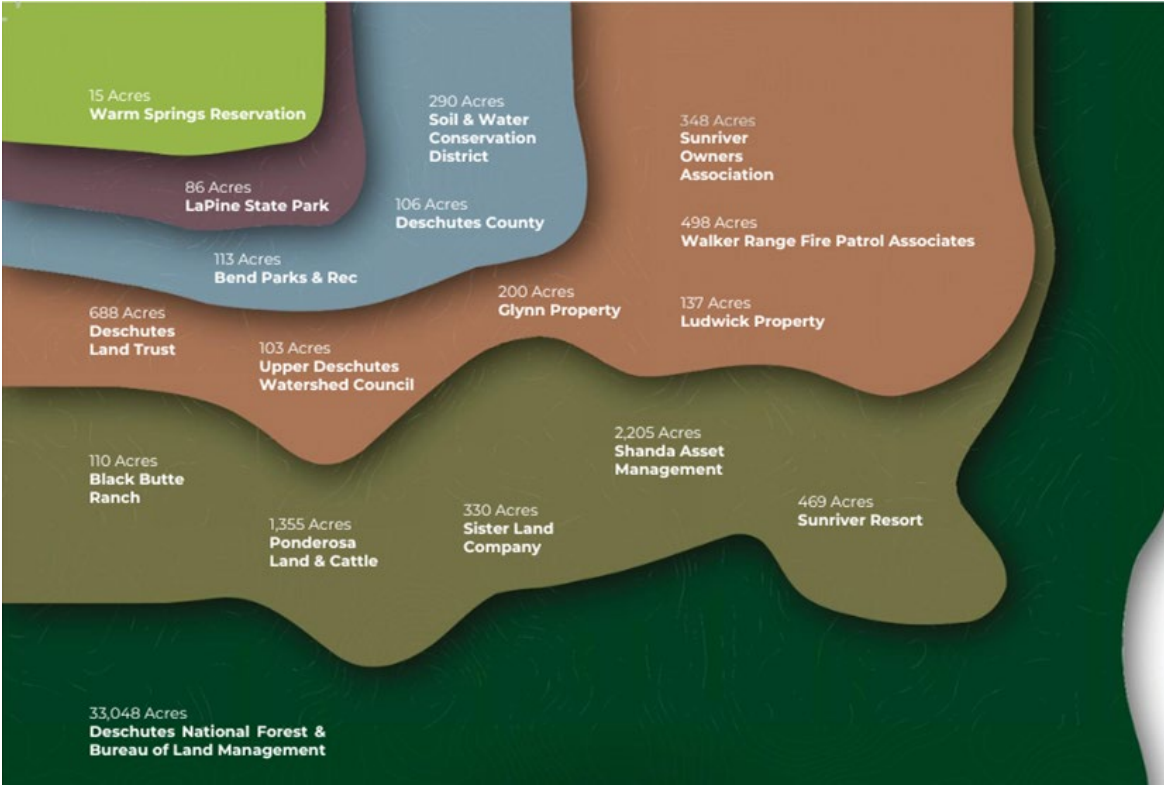 15 Acres
Warm Springs Reservation
86 Acres
LaPine State Park
290 Acres
Soil & Water
Conservation
District
106 Acres
Deschutes County
113 Acres
Bend Parks & Rec
348 Acres
Sunriver
Owners
Association
498 Acres
Walker Range Fire Patrol Associates
200 Acres
Glynn Property
137 Acres
Ludwick Property
688 Acres
Deschutes
Land Trust
103 Acres
Upper Deschutes
Watershed Council
110 Acres
Black Butte
Ranch
1,355 Acres
Ponderosa
Land & Cattle
330 Acres
Sister Land
Company
2,205 Acres
Shanda Asset
Management
469 Acres
Sunriver Resort
33,048 Acres
Deschutes National Forest &
Bureau of Land Management